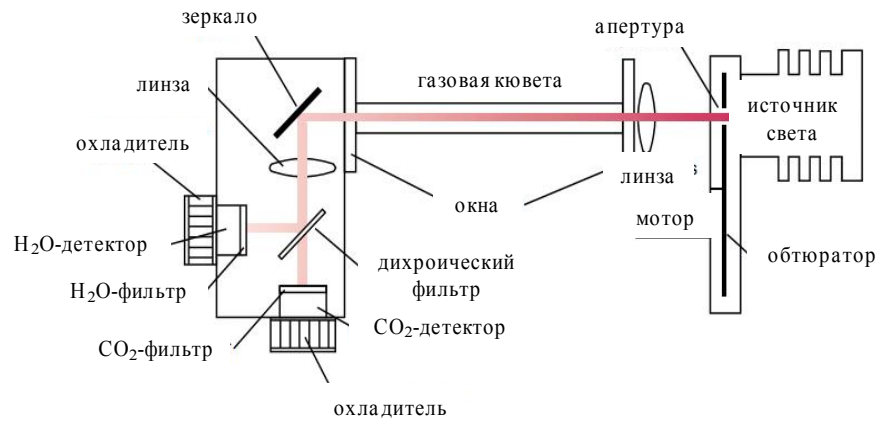 зеркало
апертура
линза
газовая кювета
источник
света
охладитель
линза
s
окна
мотор
H2O-детектор
дихроический
фильтр
обтюратор
H2O-фильтр
CO2-детектор
CO2-фильтр
охладитель